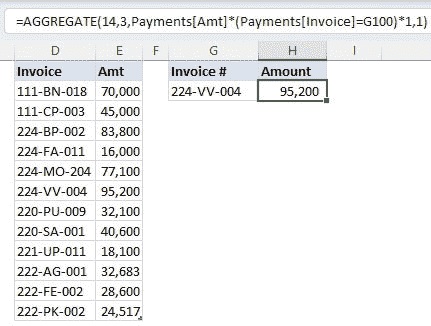 =AGGREGATE(14,3,Payments[Amt]*(Payments[Invoice]=G100)*1,1)
D E F G H I
Invoice Amt Invoice # Amount
111-BN-018 70,000 224-VV-004 95,200
111-CP-003 45,000
224-BP-002 83,800
224-FA-011 16,000
224-MO-204 77,100
224-VV-004 95,200
220-PU-009 32,100
220-SA-001 40,600
221-UP-011 18,100
222-AG-001 32,683
222-FE-002 28,600
222-PK-002 24,517